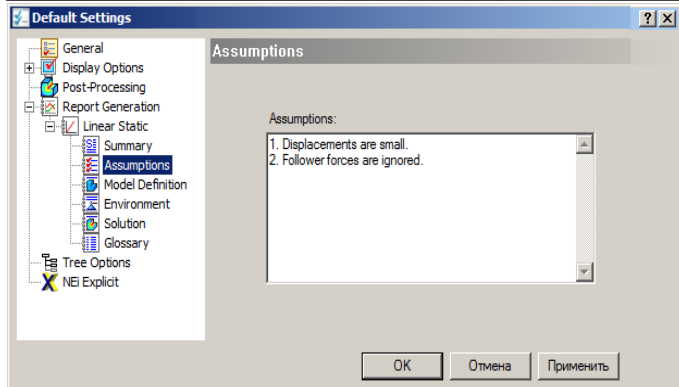 Default Settings
General
Display Options
Post-Processing
Report Generation
Linear Static
Summary
Assumptions
Model Definition
Environment
Solution
Glossary
Tree Options
NEi Explicit
Assumptions
Assumptions:
1. Displacements are small.
2. Follower forces are ignored.
OK
Отмена
Применить